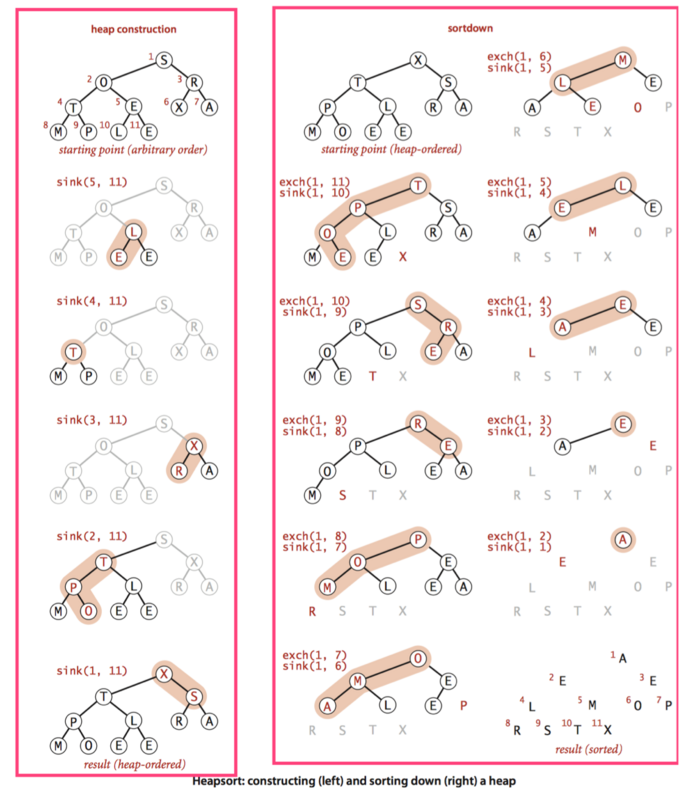 heap construction
1 S
2 O 3 R
4 T 5 E 6 X 7 A
8 M 9 P 10 L 11 E
starting point (arbitrary order)
sink(5, 11)
S
O R
T L X A
M P E E
sink(4, 11)
S
O R
T L X A
M P E E
sink(3, 11)
S
O X
T L R A
M P E E
sink(2, 11)
S
T X
P L R A
M O E E
sink(1, 11)
X
T S
P L R A
M O E E
result (heap-ordered)
sortdown
X
T S
P L R A
M O E E
starting point (heap-ordered)
exch(1, 11)
sink(1, 10)
T
P S
O L R A
M E E X
exch(1, 10)
sink(1, 9)
S
P R
O L E A
M E T X
exch(1, 9)
sink(1, 8)
R
P E
O L E A
M S T X
exch(1, 8)
sink(1, 7)
P
O E
M L E A
R S T X
exch(1, 7)
sink(1, 6)
O
M E
A L E P
R S T X
exch(1, 6)
sink(1, 5)
M
L E
A E O P
R S T X
exch(1, 5)
sink(1, 4)
L
E E
A M O P
R S T X
exch(1, 4)
sink(1, 3)
E
A E
L M O P
R S T X
exch(1, 3)
sink(1, 2)
E
A E
L M O P
R S T X
exch(1, 2)
sink(1, 1)
A
E E
L M O P
R S T X
1 A
2 E 3 E
4 L 5 M 6 O 7 P
8 R 9 S 10 T 11 X
result (sorted)
Heapsort: constructing (left) and sorting down (right) a heap